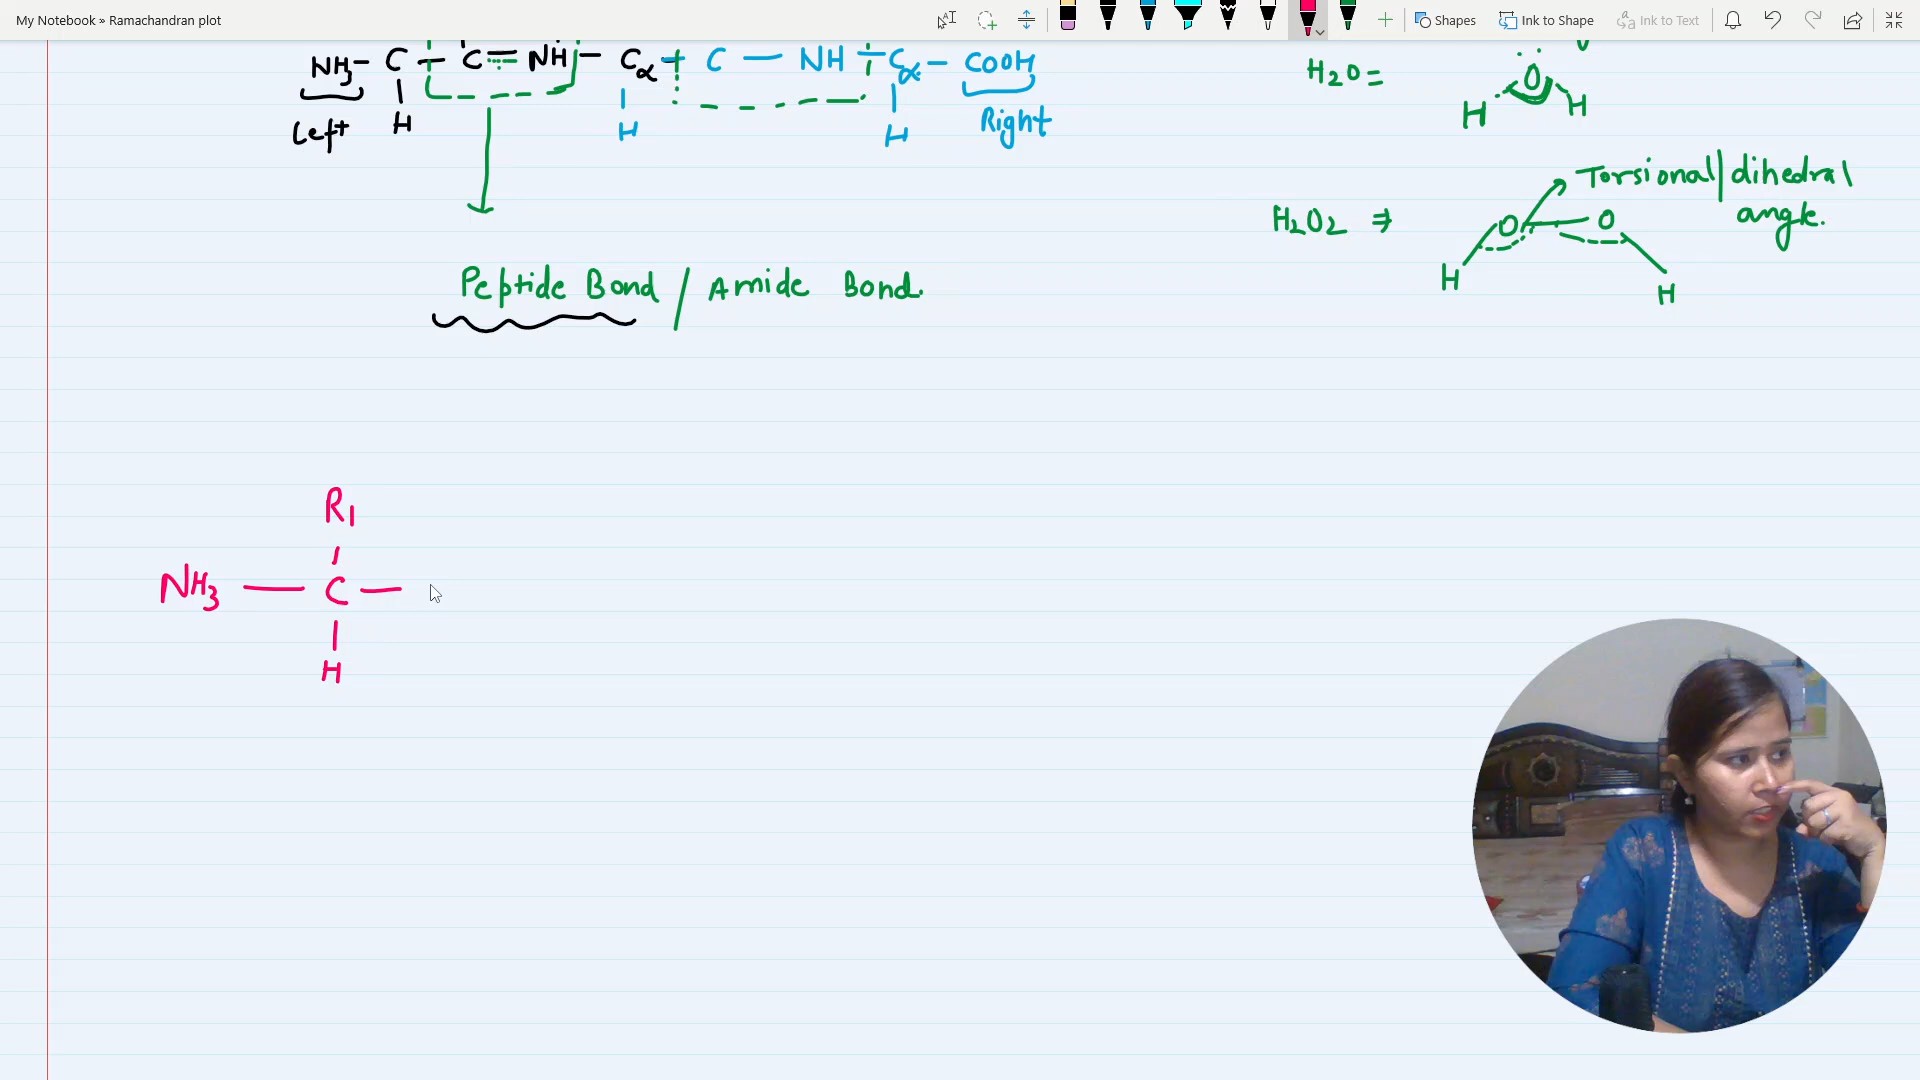 My Notebook » Ramachandran plot
Shapes
Ink to Shape
Ink to Text
NH3 - C - C = NH - Cα + C — NH + Cα - COOH
H H H
Left
Right
H2O =
O
H H
Torsional/dihedral
angle.
H2O2 ⇒
O — O
H H
Peptide Bond / Amide Bond.
R1
NH3 — C —
H